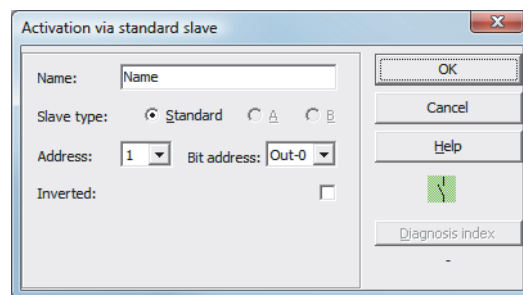 Activation via standard slave
Name: Name
Slave type: Standard A B
Address: 1 Bit address: Out-0
Inverted:
OK
Cancel
Help
Diagnosis index
-